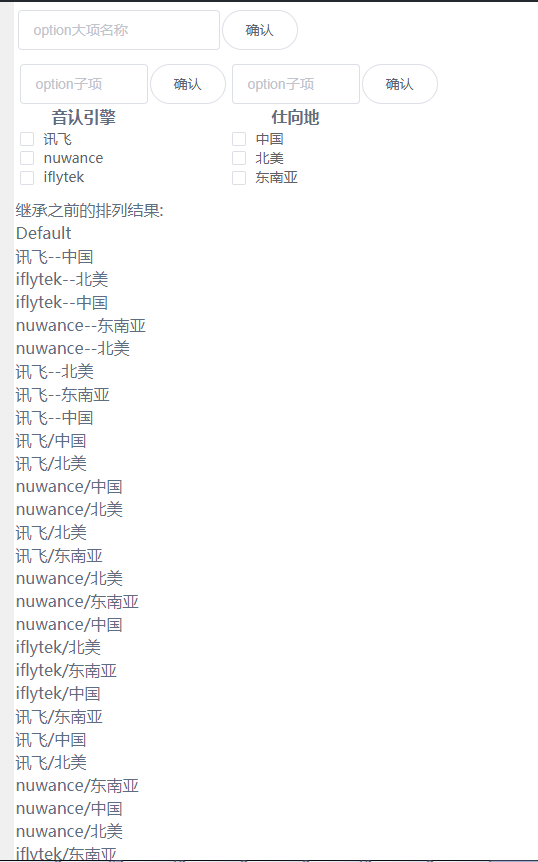 option大项名称 确认
option子项 确认 option子项 确认
音认引擎 仕向地
讯飞 中国
nuwance 北美
iflytek 东南亚
继承之前的排列结果:
Default
讯飞--中国
iflytek--北美
iflytek--中国
nuwance--东南亚
nuwance--北美
讯飞--北美
讯飞--东南亚
讯飞--中国
讯飞/中国
讯飞/北美
nuwance/中国
nuwance/北美
讯飞/北美
讯飞/东南亚
nuwance/北美
nuwance/东南亚
nuwance/中国
iflytek/北美
iflytek/东南亚
iflytek/中国
讯飞/东南亚
讯飞/中国
讯飞/北美
nuwance/东南亚
nuwance/中国
nuwance/北美
iflytek/东南亚